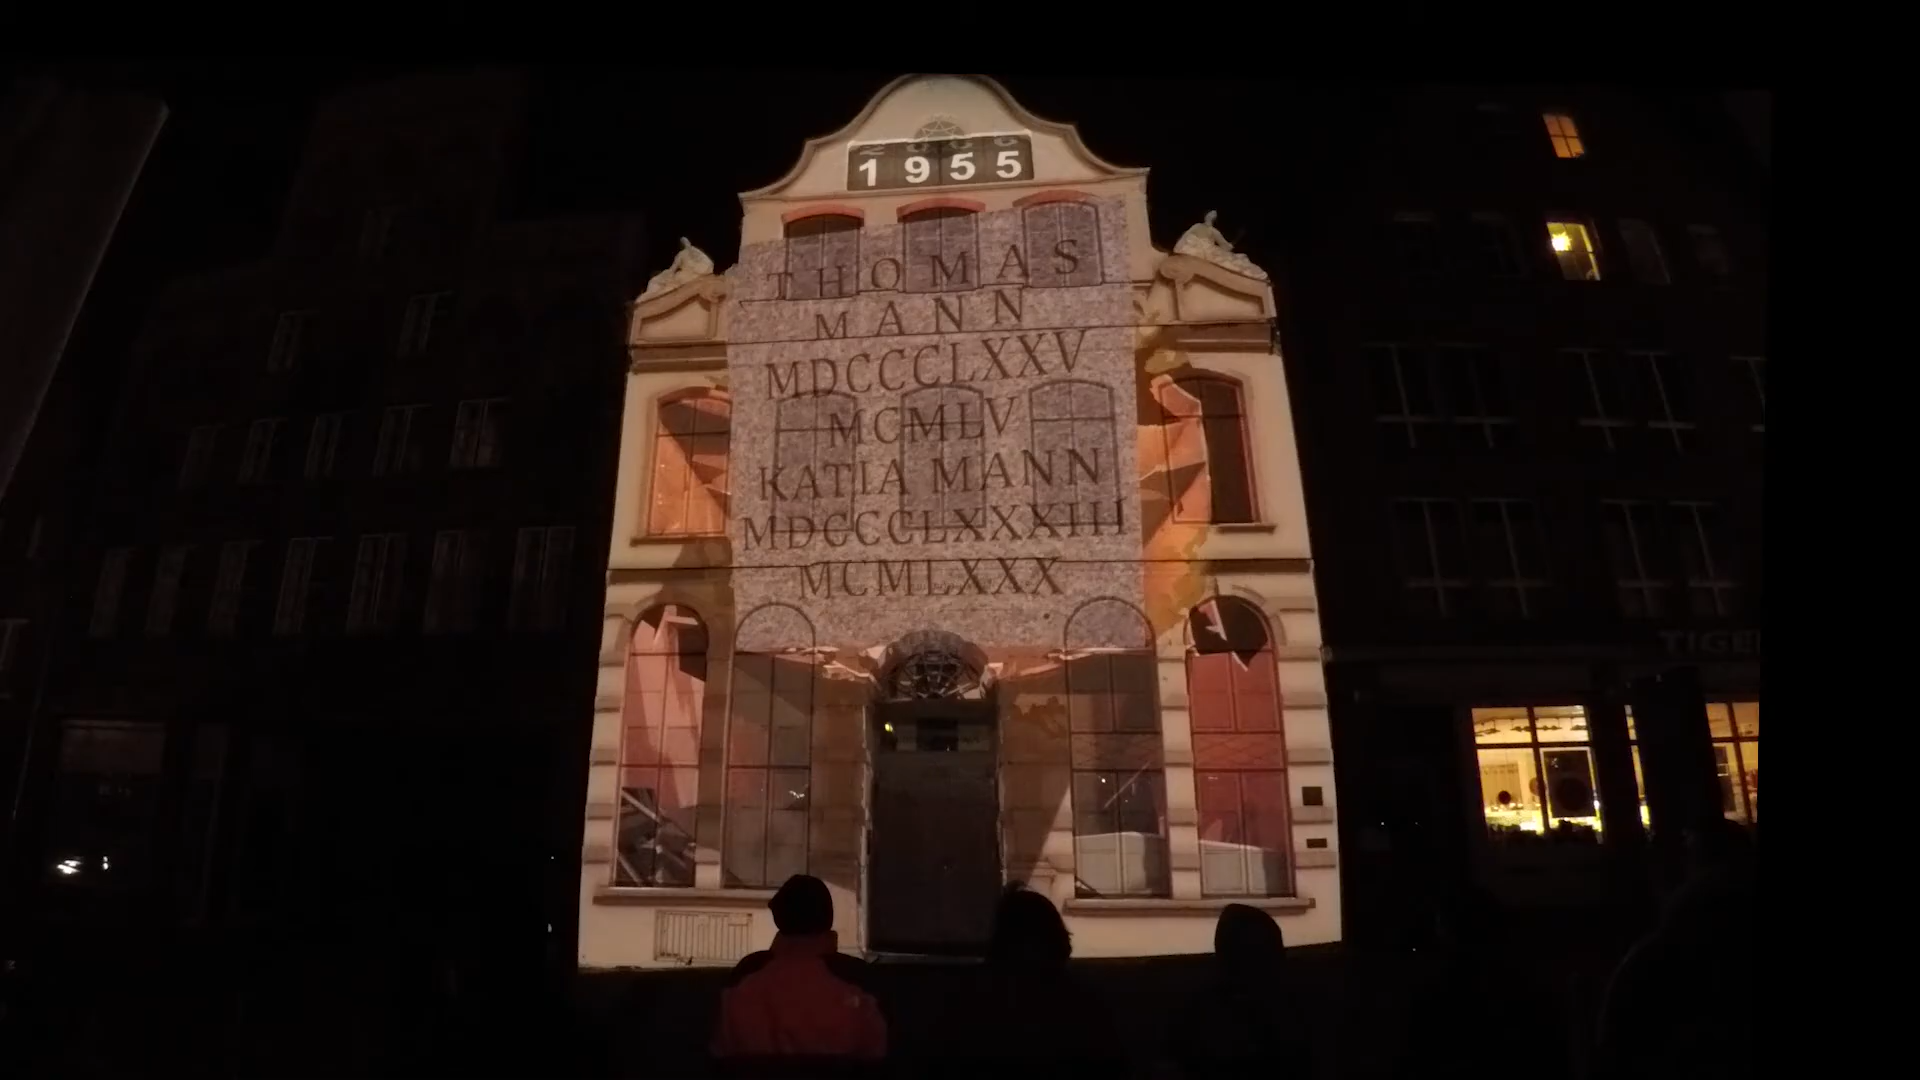 1955
THOMAS
MANN
MDCCCLXXV
MCMLV
KATIA MANN
MDCCCLXXXIII
MCMLXXX